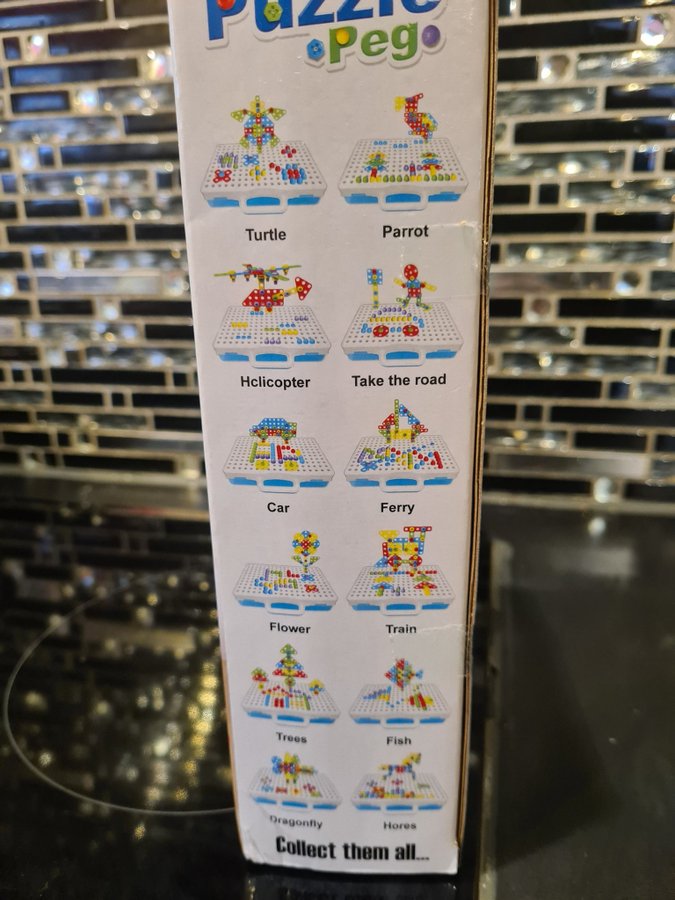 Puzzle
Peg
Turtle Parrot
Hclicopter Take the road
Car Ferry
Flower Train
Trees Fish
Dragonfly Hores
Collect them all...